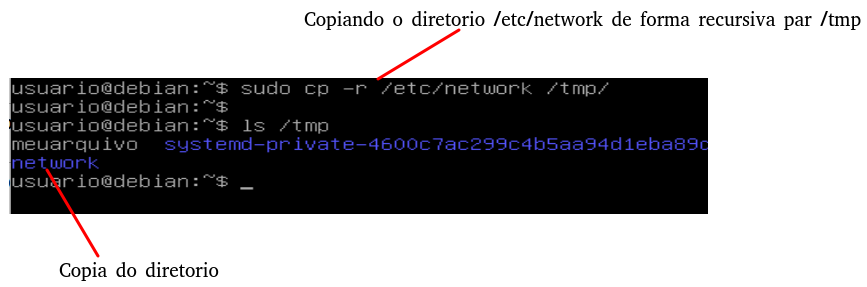 Copiando o diretorio /etc/network de forma recursiva par /tmp
usuario@debian:~$ sudo cp -r /etc/network /tmp/
usuario@debian:~$
usuario@debian:~$ ls /tmp
meuarquivo  systemd-private-4600c7ac299c4b5aa94d1eba89c
network
usuario@debian:~$ _
Copia do diretorio